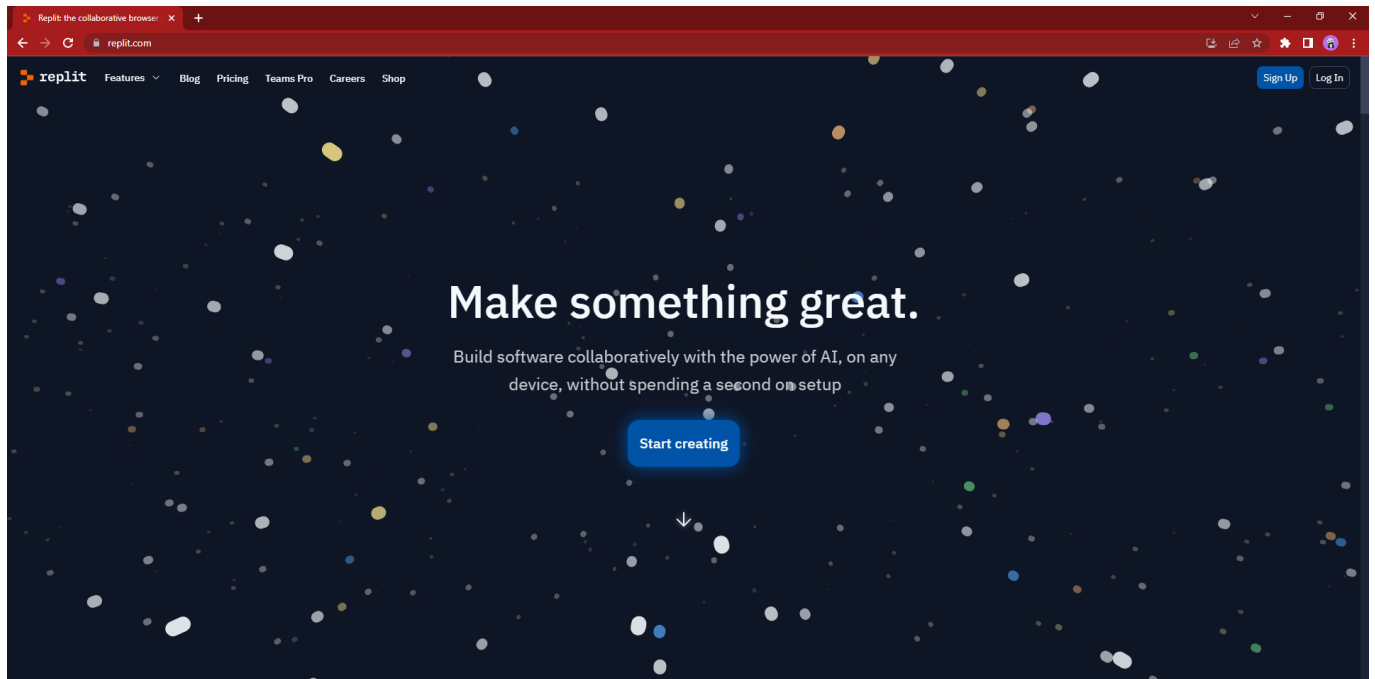 Replit: the collaborative browser
replit.com
replit Features Blog Pricing Teams Pro Careers Shop Sign Up Log In
Make something great.
Build software collaboratively with the power of AI, on any
device, without spending a second on setup
Start creating